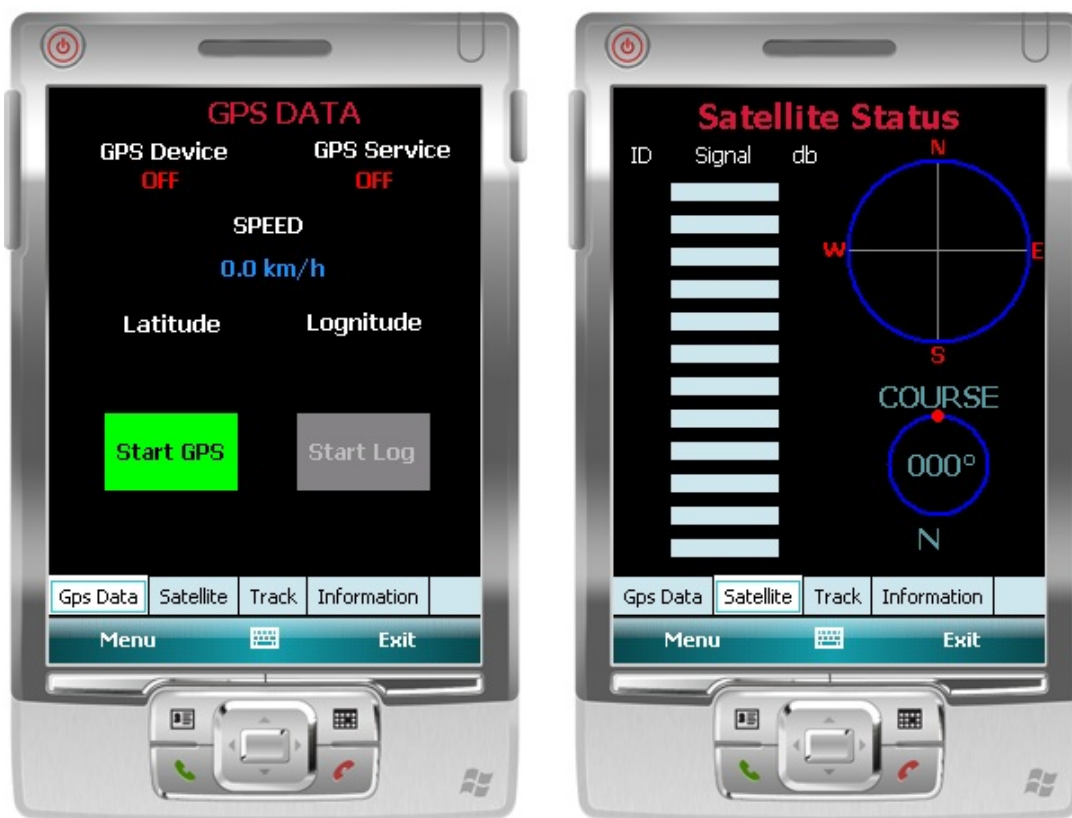 GPS DATA
GPS Device GPS Service
OFF OFF
SPEED
0.0 km/h
Latitude Lognitude
Start GPS Start Log
Gps Data Satellite Track Information
Menu Exit
Satellite Status
ID Signal db
N
W E
S
COURSE
000°
N
Gps Data Satellite Track Information
Menu Exit